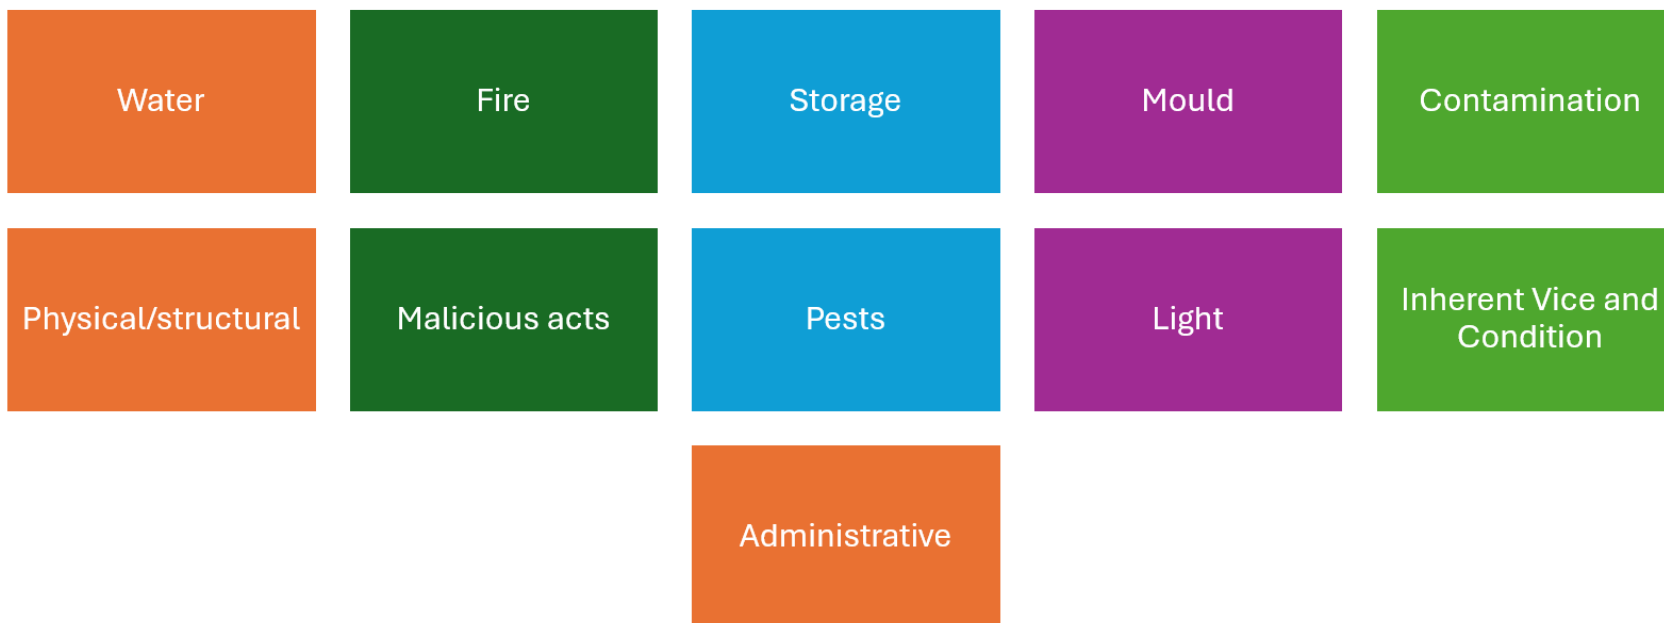 Water
Fire
Storage
Mould
Contamination
Physical/structural
Malicious acts
Pests
Light
Inherent Vice and
Condition
Administrative